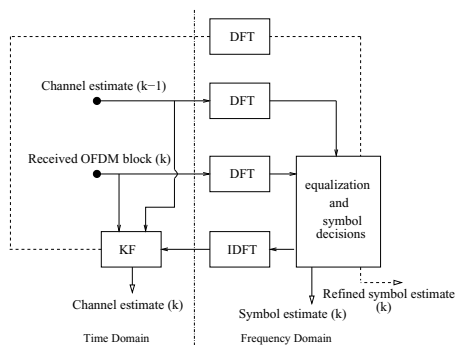 DFT
Channel estimate (k−1)
DFT
Received OFDM block (k)
DFT
equalization
and
symbol
decisions
KF
IDFT
Refined symbol estimate
(k)
Channel estimate (k)
Symbol estimate (k)
Time Domain
Frequency Domain